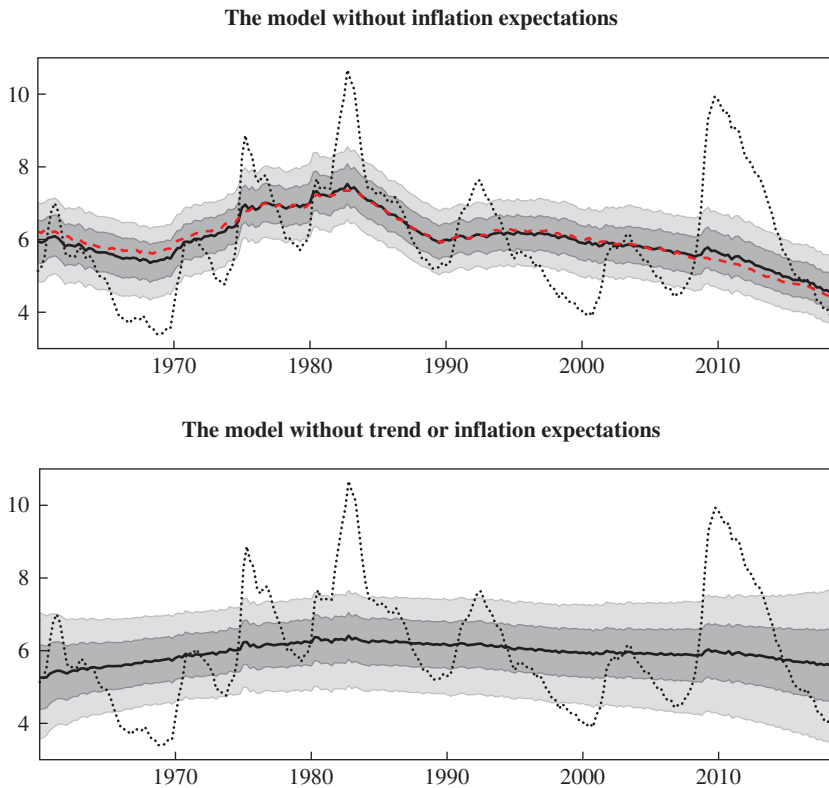 The model without inflation expectations
10
8
6
4
1970 1980 1990 2000 2010
The model without trend or inflation expectations
10
8
6
4
1970 1980 1990 2000 2010